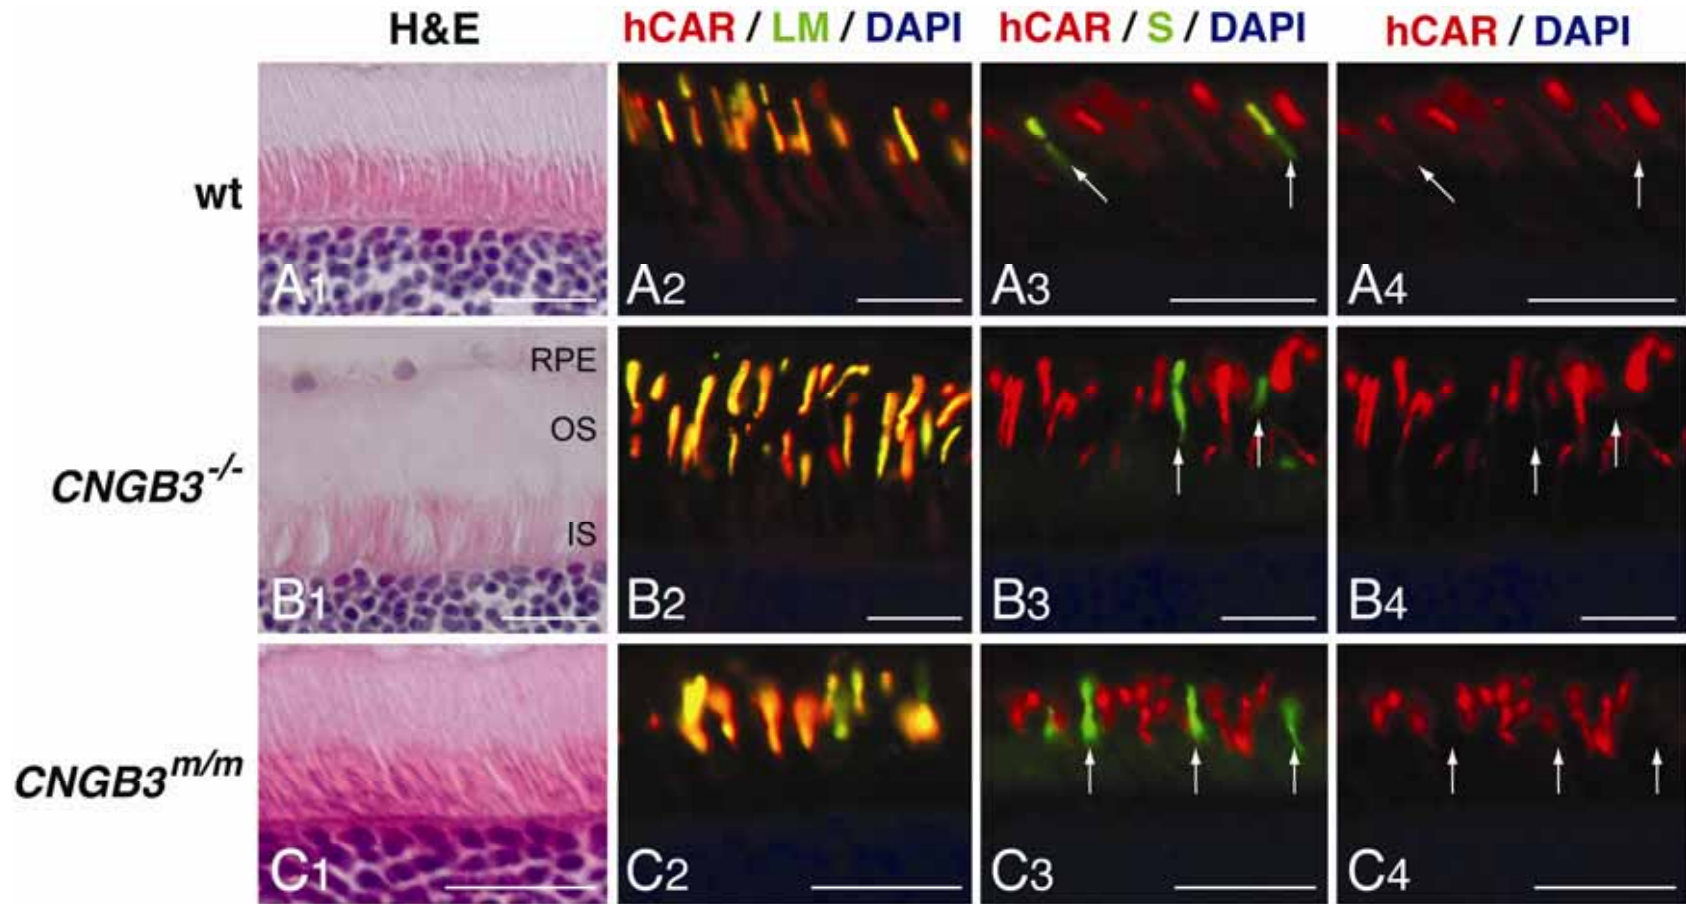 H&E
hCAR / LM / DAPI
hCAR / S / DAPI
hCAR / DAPI
wt
A1
A2
A3
A4
CNGB3-/-
RPE
OS
IS
B1
B2
B3
B4
CNGB3m/m
C1
C2
C3
C4